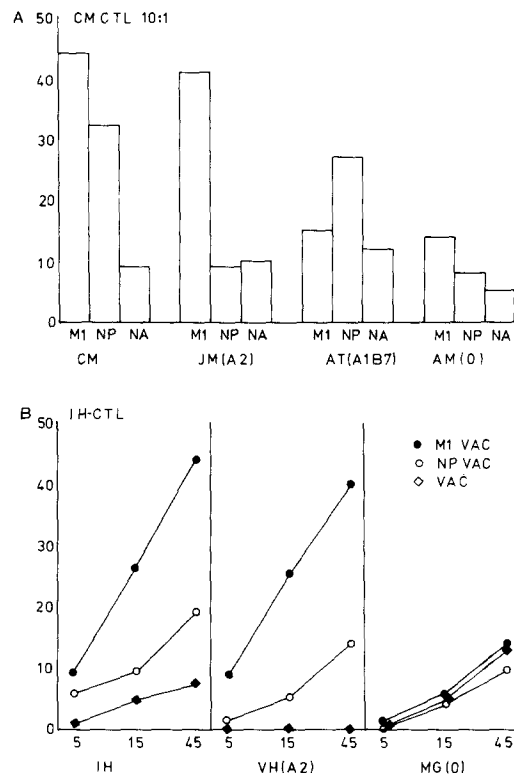 A
CM CTL 10:1
50
40
30
20
10
0
M1 NP NA
M1 NP NA
M1 NP NA
M1 NP NA
CM
JM(A2)
AT(A1B7)
AM(0)
B
IH-CTL
50
40
30
20
10
0
M1 VAC
NP VAC
VAC
5 15 45
5 15 45
5 15 45
IH
VH(A2)
MG(0)